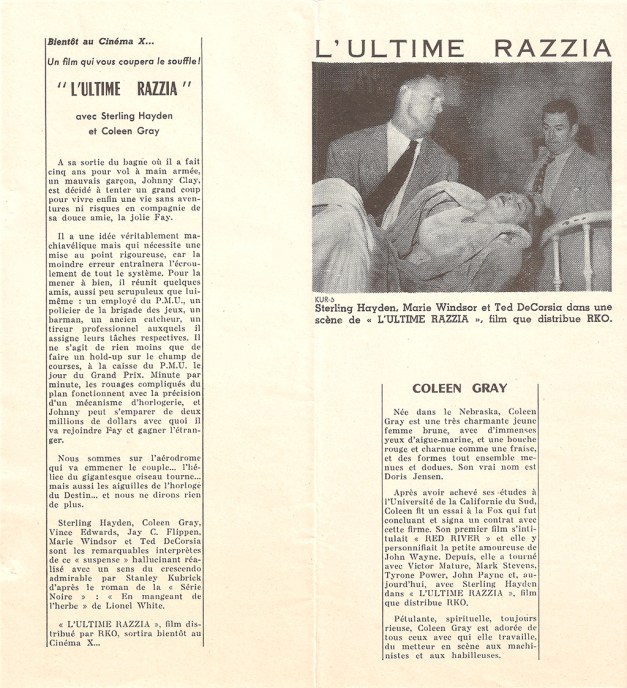 Bientôt au Cinéma X...
Un film qui vous coupera le souffle!
"L'ULTIME RAZZIA"
avec Sterling Hayden
et Coleen Gray
A sa sortie du bagne où il a fait
cinq ans pour vol à main armée,
un mauvais garçon, Johnny Clay,
est décidé à tenter un grand coup
pour vivre enfin une vie sans aven-
tures ni risques en compagnie de
sa douce amie, la jolie Fay.
Il a une idée véritablement ma-
chiavélique mais qui nécessite une
mise au point rigoureuse, car la
moindre erreur entraînera l'écrou-
lement de tout le système. Pour la
mener à bien, il réunit quelques
amis, aussi peu scrupuleux que lui-
même : un employé du P.M.U., un
policier de la brigade des jeux, un
barman, un ancien catcheur, un
tireur professionnel auxquels il
assigne leurs tâches respectives. Il
ne s'agit de rien moins que de
faire un hold-up sur le champ de
courses, à la caisse du P.M.U. le
jour du Grand Prix. Minute par
minute, les rouages compliqués du
plan fonctionnent avec la précision
d'un mécanisme d'horlogerie, et
Johnny peut s'emparer de deux
millions de dollars avec quoi il
va rejoindre Fay et gagner l'étran-
ger.
Nous sommes sur l'aérodrome
qui va emmener le couple... l'hé-
lice du gigantesque oiseau tourne...
mais aussi les aiguilles de l'horloge
du Destin... et nous ne dirons rien
de plus.
Sterling Hayden, Coleen Gray,
Vince Edwards, Jay C. Flippen,
Marie Windsor et Ted DeCorsia
sont les remarquables interprètes
de ce « suspense » hallucinant réa-
lisé avec un sens du crescendo
admirable par Stanley Kubrick
d'après le roman de la « Série
Noire » : « En mangeant de
l'herbe » de Lionel White.
« L'ULTIME RAZZIA », film dis-
tribué par RKO, sortira bientôt au
Cinéma X...
L'ULTIME RAZZIA
KUR-5
Sterling Hayden, Marie Windsor et Ted DeCorsia dans une
scène de « L'ULTIME RAZZIA », film que distribue RKO.
COLEEN GRAY
Née dans le Nebraska, Coleen
Gray est une très charmante jeune
femme brune, avec d'immenses
yeux d'aigue-marine, et une bouche
rouge et charnue comme une fraise,
et des formes tout ensemble me-
nues et dodues. Son vrai nom est
Doris Jensen.
Après avoir achevé ses études à
l'Université de la Californie du Sud,
Coleen fit un essai à la Fox qui fut
concluant et signa un contrat avec
cette firme. Son premier film s'inti-
tulait « RED RIVER » et elle y
personnifiait la petite amoureuse de
John Wayne. Depuis, elle a tourné
avec Victor Mature, Mark Stevens,
Tyrone Power, John Payne et, au-
jourd'hui, avec Sterling Hayden
dans « L'ULTIME RAZZIA », film
que distribue RKO.
Pétulante, spirituelle, toujours
rieuse, Coleen Gray est adorée de
tous ceux avec qui elle travaille,
du metteur en scène aux machi-
nistes et aux habilleuses.